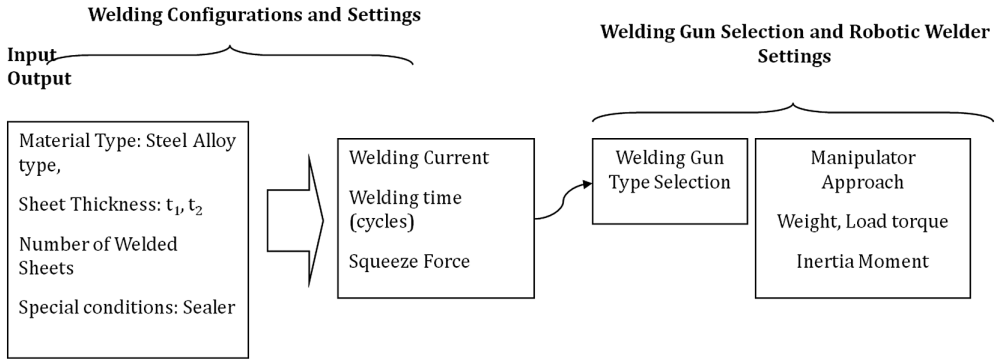 Welding Configurations and Settings
Input
Output
Material Type: Steel Alloy
type,
Sheet Thickness: t₁, t₂
Number of Welded
Sheets
Special conditions: Sealer
Welding Current
Welding time
(cycles)
Squeeze Force
Welding Gun Selection and Robotic Welder
Settings
Welding Gun
Type Selection
Manipulator
Approach
Weight, Load torque
Inertia Moment